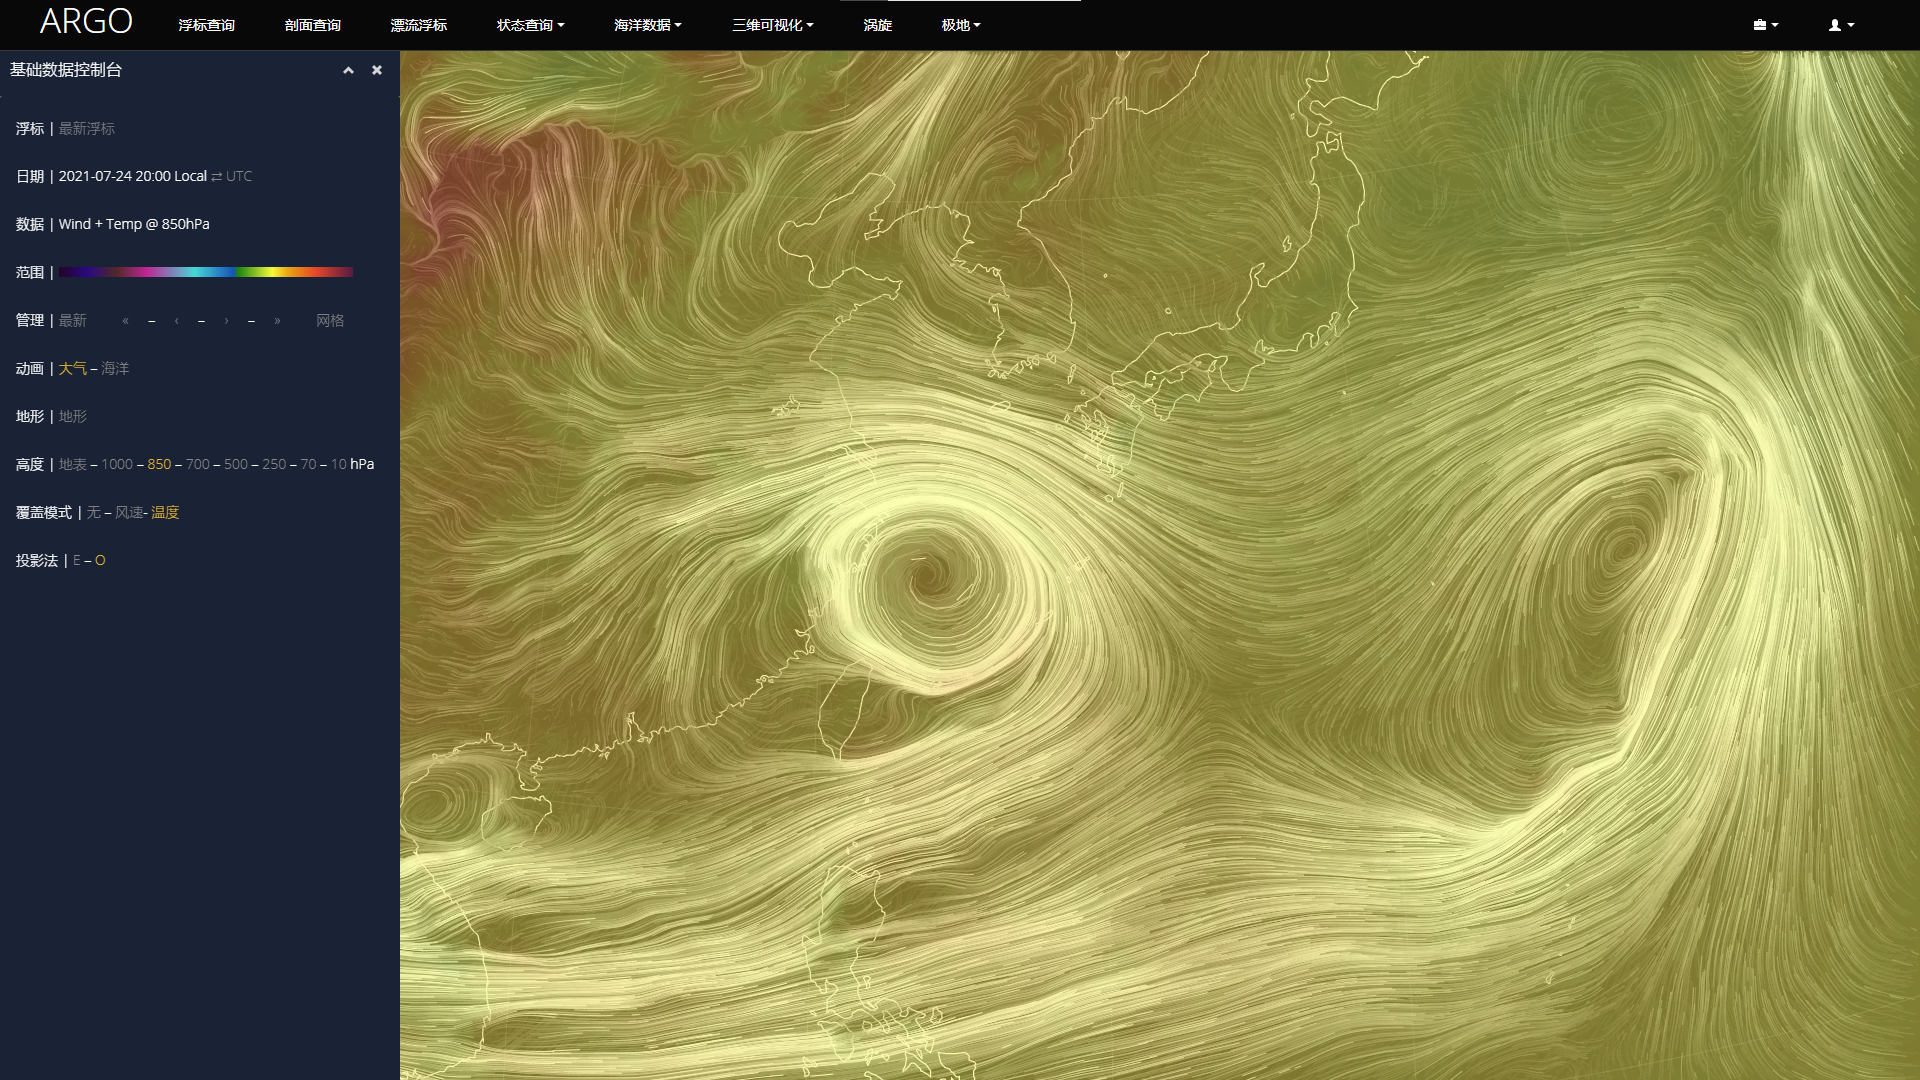 ARGO 浮标查询 剖面查询 漂流浮标 状态查询 海洋数据 三维可视化 涡旋 极地
基础数据控制台
浮标 | 最新浮标
日期 | 2021-07-24 20:00 Local ⇄ UTC
数据 | Wind + Temp @ 850hPa
范围 |
管理 | 最新 « – ‹ – › – » 网格
动画 | 大气 – 海洋
地形 | 地形
高度 | 地表 – 1000 – 850 – 700 – 500 – 250 – 70 – 10 hPa
覆盖模式 | 无 – 风速- 温度
投影法 | E – O